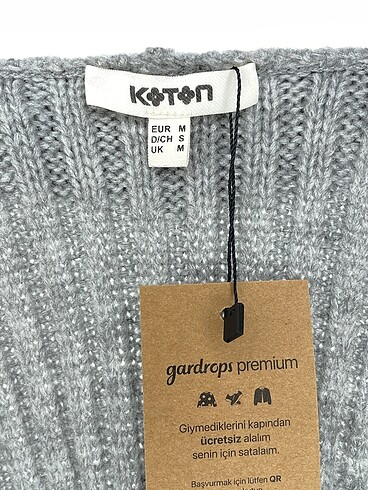 KOTON
EUR M
D/CH S
UK M
gardrops premium
Giymediklerini kapından
ücretsiz alalım
senin için satalım.
Başvurmak için lütfen QR